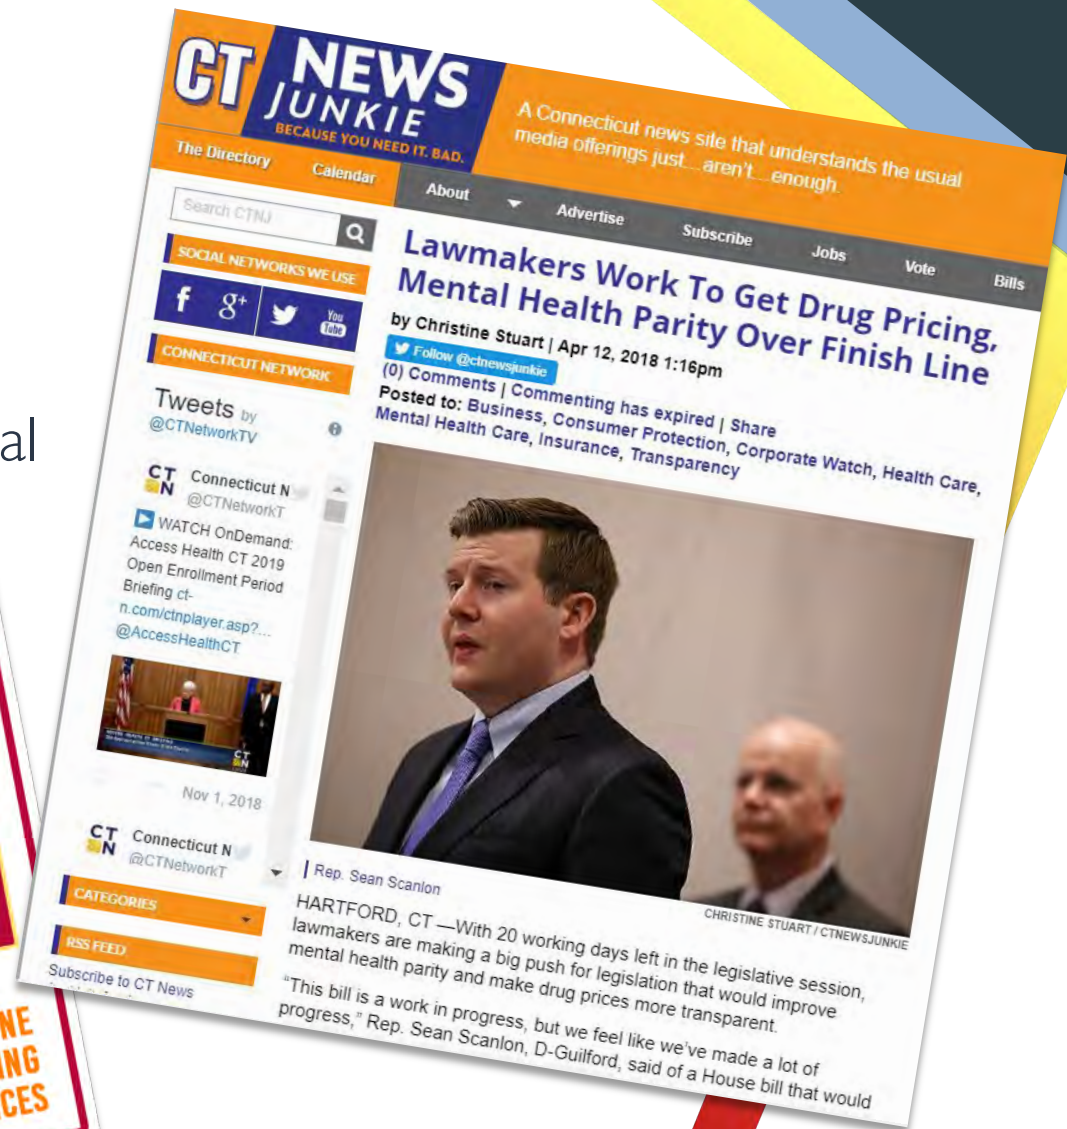 CT NEWS
JUNKIE
BECAUSE YOU NEED IT. BAD.
A Connecticut news site that understands the usual
media offerings just...aren't...enough.
The Directory
Calendar
About
Advertise
Subscribe
Jobs
Vote
Bills
Search CTNJ
SOCIAL NETWORKS WE USE
f g+ You
Tube
CONNECTICUT NETWORK
Tweets by
@CTNetworkTV
CT
N
Connecticut N
@CTNetworkT
WATCH OnDemand:
Access Health CT 2019
Open Enrollment Period
Briefing ct-
n.com/ctnplayer.asp?…
@AccessHealthCT
CT
N
Nov 1, 2018
CT
N
Connecticut N
@CTNetworkT
CATEGORIES
RSS FEED
Subscribe to CT News
Lawmakers Work To Get Drug Pricing,
Mental Health Parity Over Finish Line
by Christine Stuart | Apr 12, 2018 1:16pm
Follow @ctnewsjunkie
(0) Comments | Commenting has expired | Share
Posted to: Business, Consumer Protection, Corporate Watch, Health Care,
Mental Health Care, Insurance, Transparency
Rep. Sean Scanlon
CHRISTINE STUART / CTNEWSJUNKIE
HARTFORD, CT —With 20 working days left in the legislative session,
lawmakers are making a big push for legislation that would improve
mental health parity and make drug prices more transparent.
“This bill is a work in progress, but we feel like we’ve made a lot of
progress,” Rep. Sean Scanlon, D-Guilford, said of a House bill that would
al
NE
NG
CES